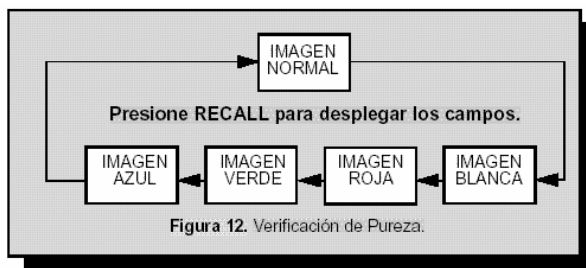 IMAGEN
NORMAL
Presione RECALL para desplegar los campos.
IMAGEN
AZUL
IMAGEN
VERDE
IMAGEN
ROJA
IMAGEN
BLANCA
Figura 12. Verificación de Pureza.